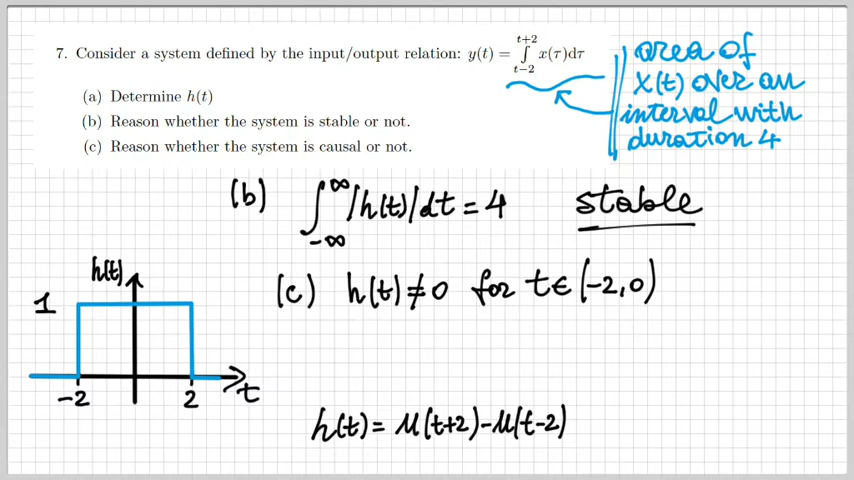 7. Consider a system defined by the input/output relation: y(t) = ∫_{t−2}^{t+2} x(τ)dτ
(a) Determine h(t)
(b) Reason whether the system is stable or not.
(c) Reason whether the system is causal or not.
area of
x(t) over an
interval with
duration 4
(b) ∫_{-∞}^{∞} |h(t)| dt = 4 stable
(c) h(t) ≠ 0 for t ∈ (-2,0)
h(t)
1
-2 2 t
h(t) = u(t+2) - u(t-2)